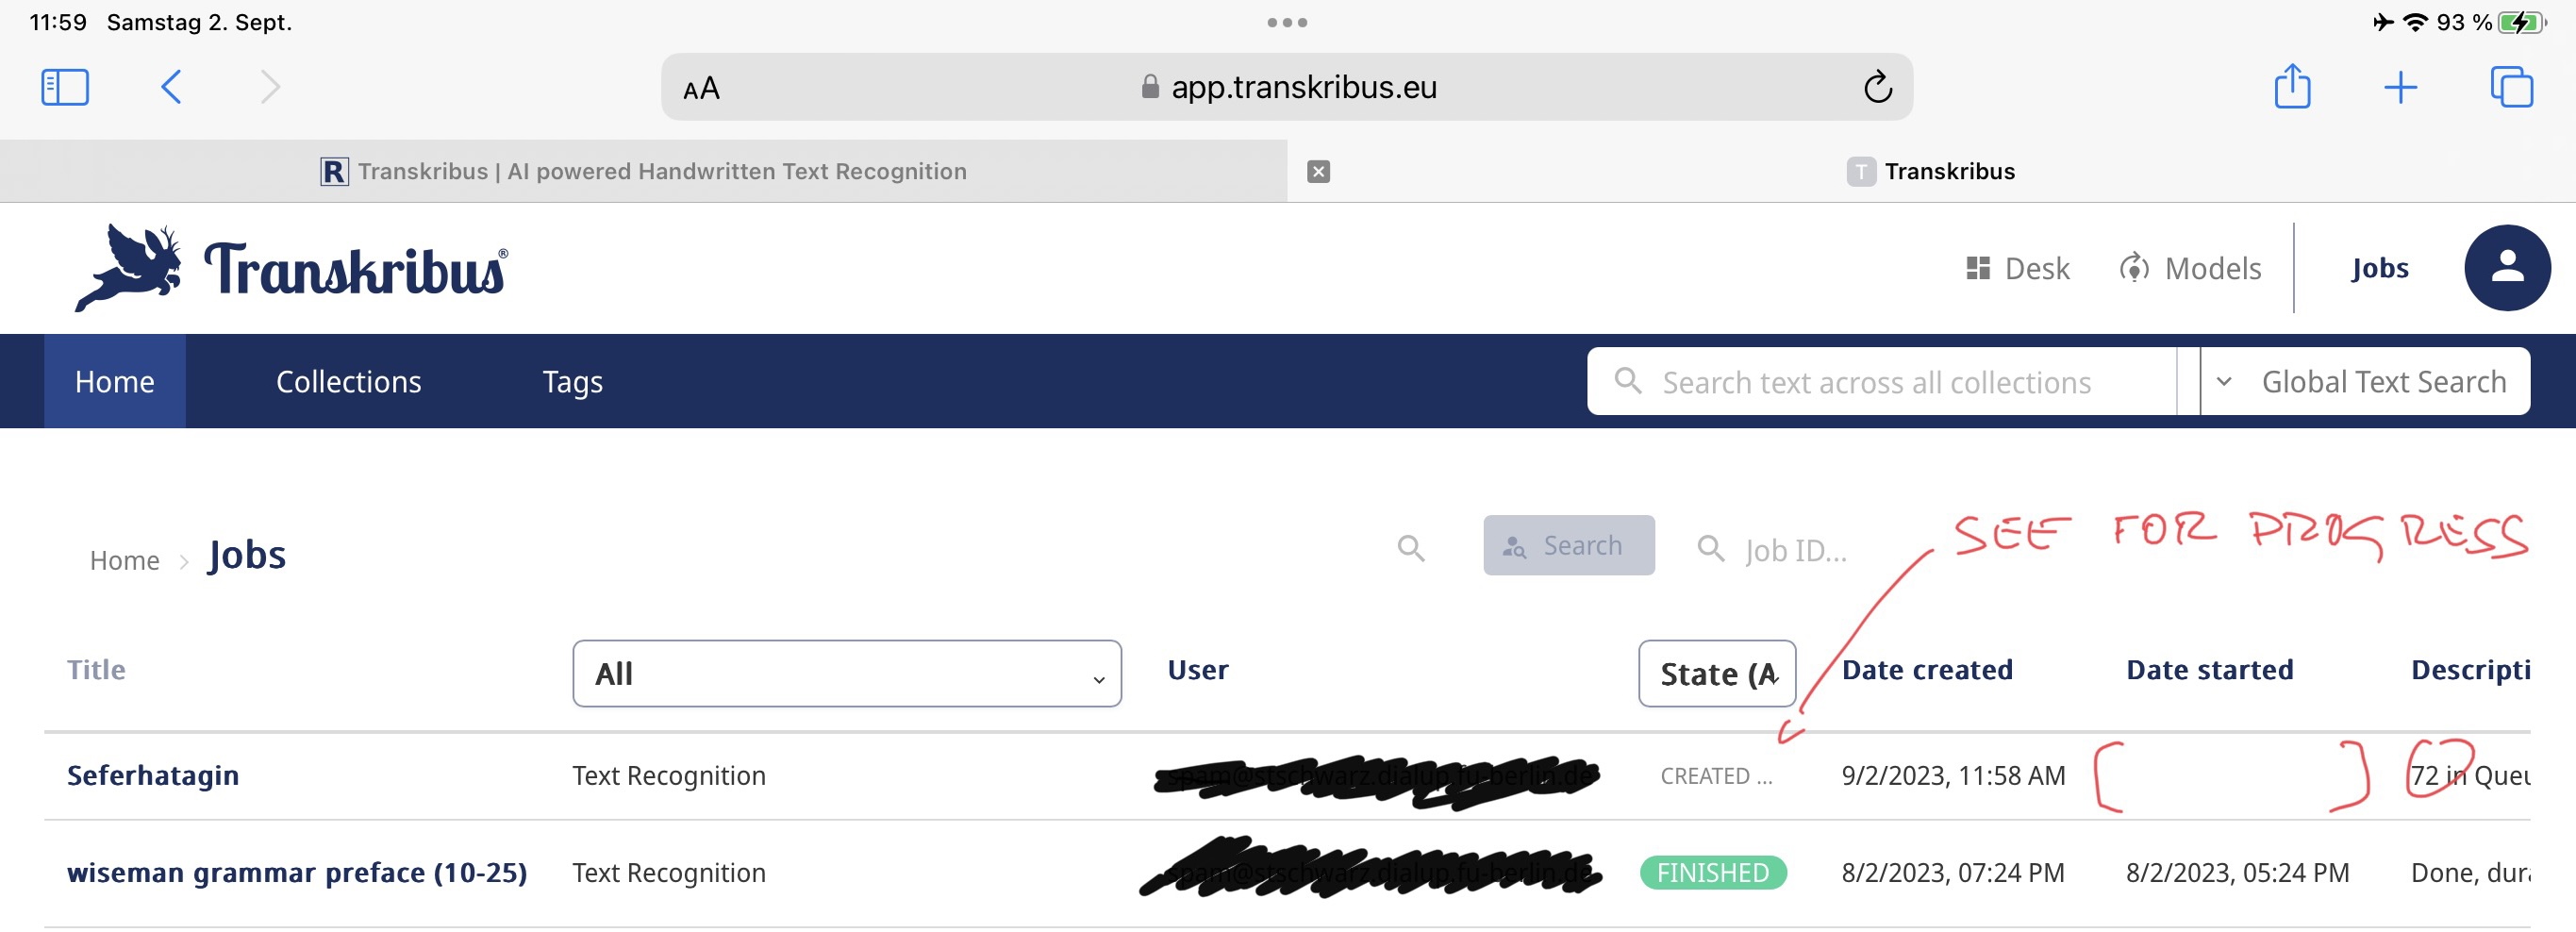 11:59 Samstag 2. Sept. 93 %
AA app.transkribus.eu
R Transkribus | AI powered Handwritten Text Recognition T Transkribus
Transkribus® Desk Models Jobs
Home Collections Tags Search text across all collections Global Text Search
SEE FOR PROGRESS
Home > Jobs Search Job ID...
Title All User State (A Date created Date started Descripti
Seferhatagin Text Recognition CREATED ... 9/2/2023, 11:58 AM [ ] 72 in Queu
wiseman grammar preface (10-25) Text Recognition FINISHED 8/2/2023, 07:24 PM 8/2/2023, 05:24 PM Done, dura